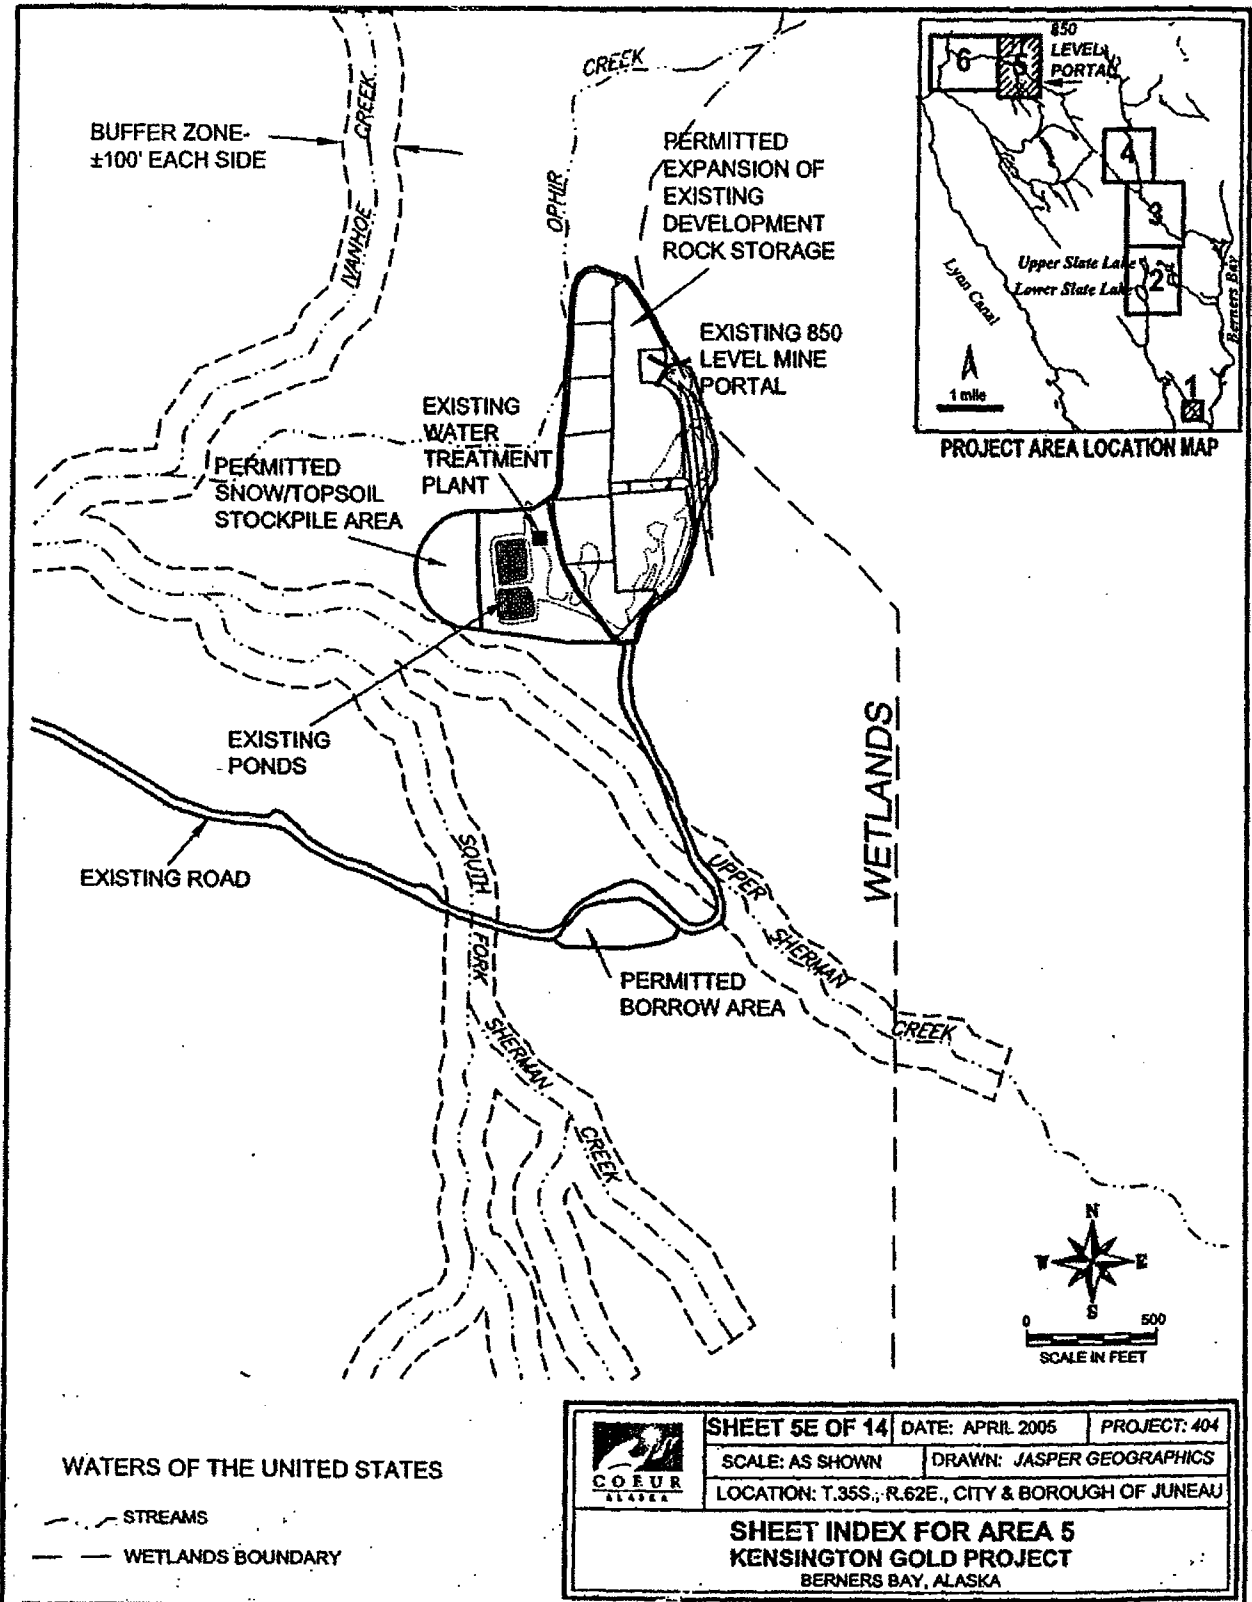 CREEK
OPHIR
IVANHOE CREEK
BUFFER ZONE-
±100' EACH SIDE
PERMITTED
EXPANSION OF
EXISTING
DEVELOPMENT
ROCK STORAGE
EXISTING 850
LEVEL MINE
PORTAL
EXISTING
WATER
TREATMENT
PLANT
PERMITTED
SNOW/TOPSOIL
STOCKPILE AREA
850
LEVEL
PORTAL
6
5
4
3
2
1
Upper Slate Lake
Lower Slate Lake
Lynn Canal
Berners Bay
1 mile
PROJECT AREA LOCATION MAP
EXISTING
PONDS
EXISTING ROAD
WETLANDS
SOUTH
FORK
SHERMAN
CREEK
UPPER
SHERMAN
CREEK
PERMITTED
BORROW AREA
N
W E
S
0 500
SCALE IN FEET
WATERS OF THE UNITED STATES
STREAMS
WETLANDS BOUNDARY
COEUR
ALASKA
SHEET 5E OF 14 DATE: APRIL 2005 PROJECT: 404
SCALE: AS SHOWN DRAWN: JASPER GEOGRAPHICS
LOCATION: T.35S., R.62E., CITY & BOROUGH OF JUNEAU
SHEET INDEX FOR AREA 5
KENSINGTON GOLD PROJECT
BERNERS BAY, ALASKA